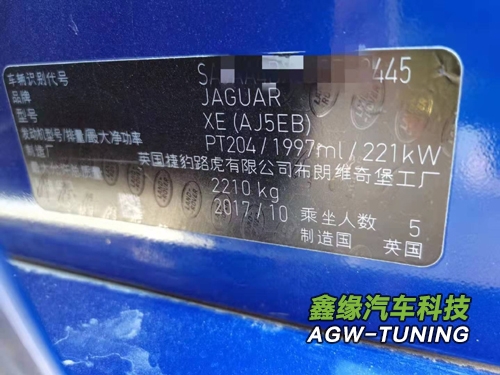 车辆识别代号 SA 445
品牌 JAGUAR
型号 XE (AJ5EB)
发动机型号/排量/最大净功率 PT204/1997ml/221kW
制造厂 英国捷豹路虎有限公司布朗维奇堡工厂
2210 kg
2017/10 乘坐人数 5
制造国 英国
鑫缘汽车科技
AGW-TUNING